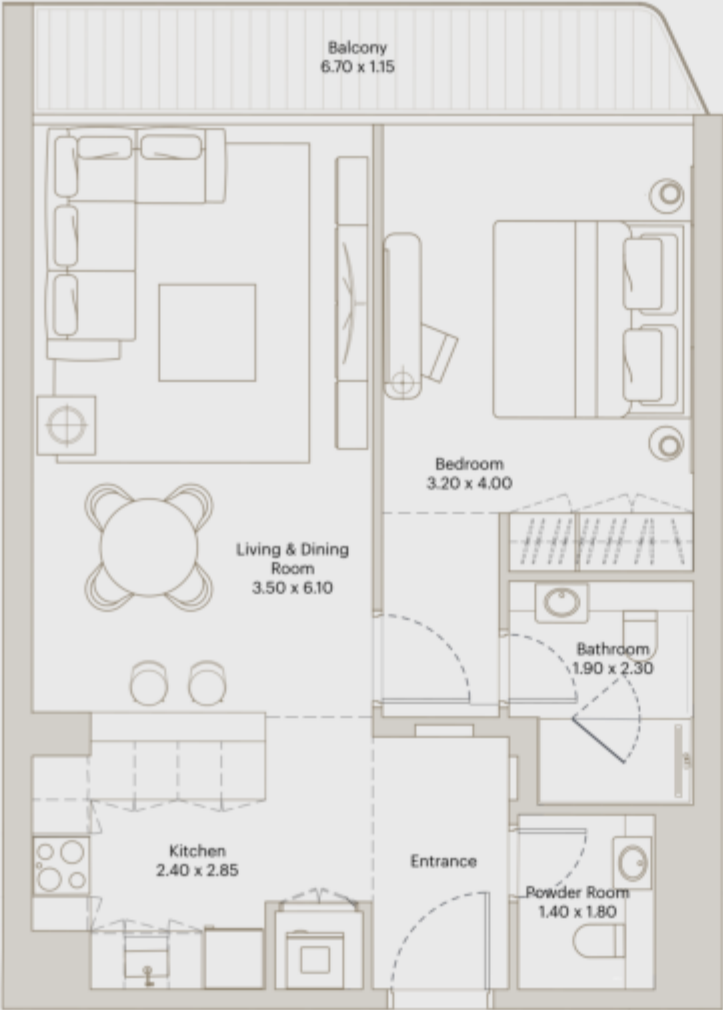 Balcony
6.70 x 1.15
Bedroom
3.20 x 4.00
Living & Dining
Room
3.50 x 6.10
Bathroom
1.90 x 2.30
Kitchen
2.40 x 2.85
Entrance
Powder Room
1.40 x 1.80